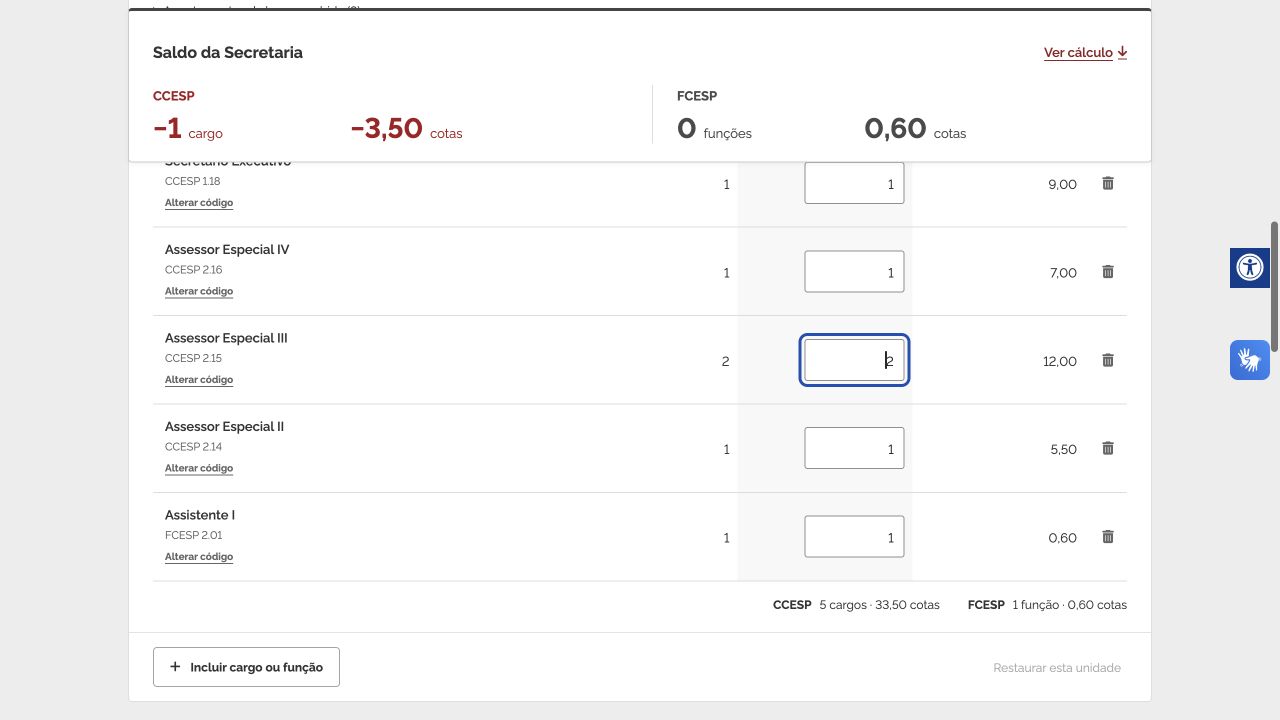 Saldo da Secretaria
Ver cálculo
CCESP
FCESP
−1 cargo
−3,50 cotas
0 funções
0,60 cotas
Secretário Executivo
CCESP 1.18
Alterar código
1
1
9,00
Assessor Especial IV
CCESP 2.16
Alterar código
1
1
7,00
Assessor Especial III
CCESP 2.15
Alterar código
2
2
12,00
Assessor Especial II
CCESP 2.14
Alterar código
1
1
5,50
Assistente I
FCESP 2.01
Alterar código
1
1
0,60
CCESP 5 cargos · 33,50 cotas FCESP 1 função · 0,60 cotas
+ Incluir cargo ou função
Restaurar esta unidade